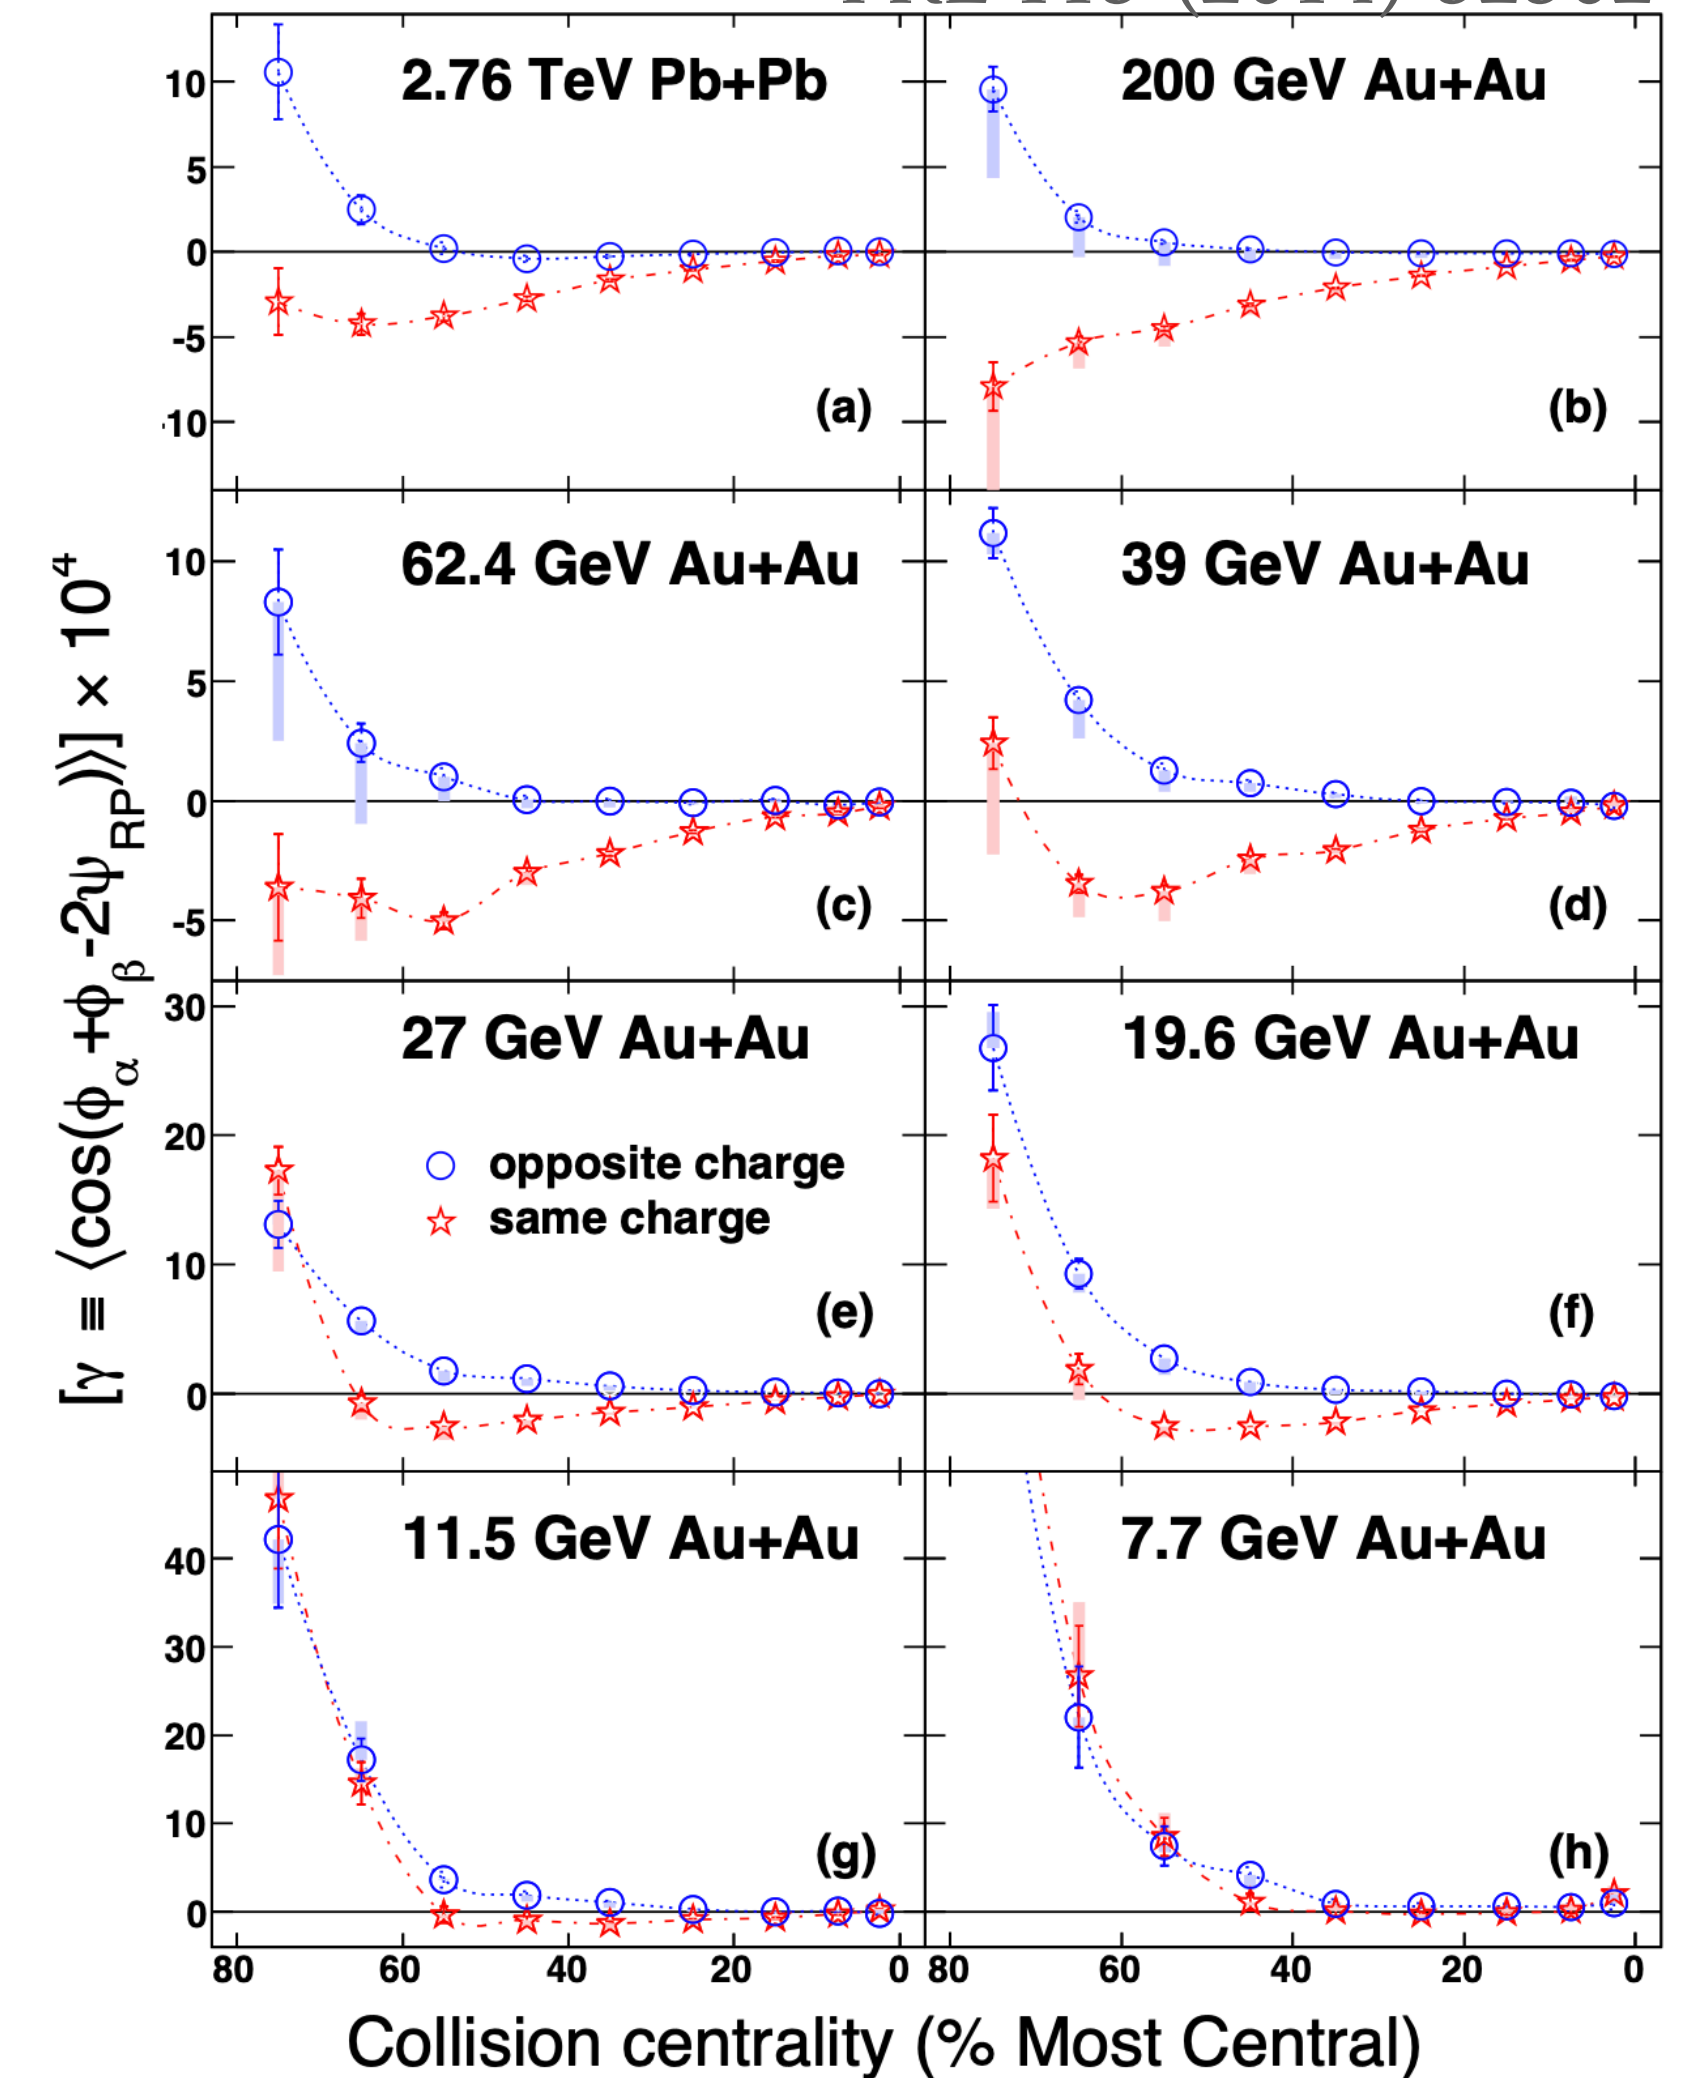 2.76 TeV Pb+Pb
200 GeV Au+Au
10
5
0
-5
10
(a)
(b)
62.4 GeV Au+Au
39 GeV Au+Au
10
5
0
-5
(c)
(d)
[γ ≡ ⟨cos(ϕα+ϕβ-2ψRP)⟩] × 10⁴
27 GeV Au+Au
19.6 GeV Au+Au
30
20
10
0
opposite charge
same charge
(e)
(f)
11.5 GeV Au+Au
7.7 GeV Au+Au
40
30
20
10
0
(g)
(h)
80 60 40 20 0 80 60 40 20 0
Collision centrality (% Most Central)